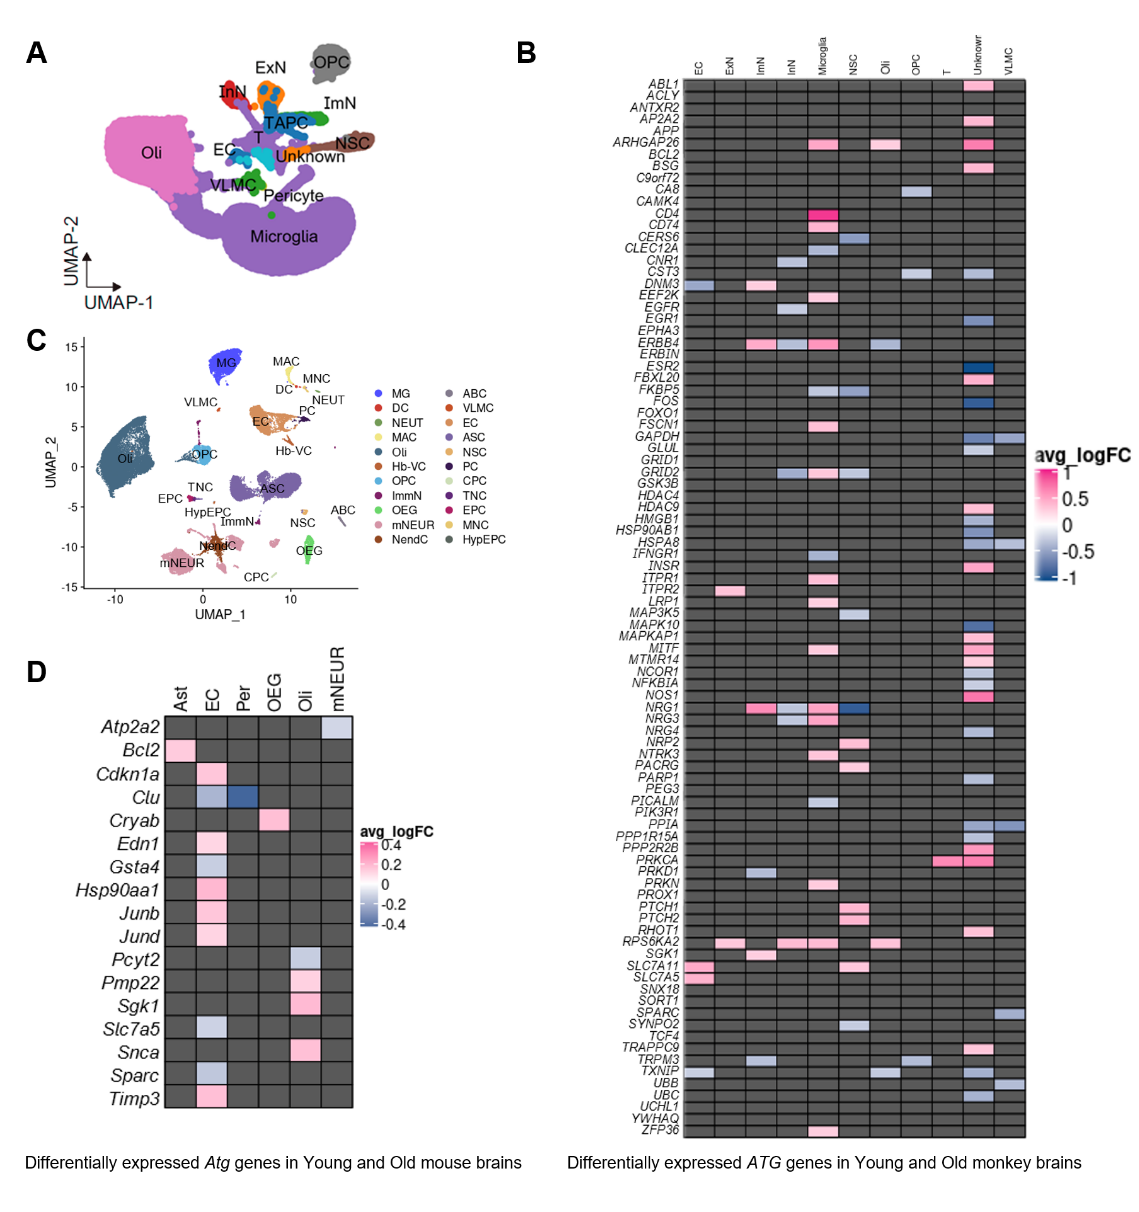 A
OPC
ExN
InN
ImN
TAPC
T
NSC
EC
Unknown
Oli
VLMC
Pericyte
Microglia
UMAP-2
UMAP-1
B
EC
ExN
ImN
InN
Microglia
NSC
Oli
OPC
T
Unknown
VLMC
ABL1
ACLY
ANTXR2
AP2A2
APP
ARHGAP26
BCL2
BSG
C9orf72
CA8
CAMK4
CD4
CD74
CERS6
CLEC12A
CNR1
CST3
DNM3
EEF2K
EGFR
EGR1
EPHA3
ERBB4
ERBIN
ESR2
FBXL20
FKBP5
FOS
FOXO1
FSCN1
GAPDH
GLUL
GRID1
GRID2
GSK3B
HDAC4
HDAC9
HMGB1
HSP90AB1
HSPA8
IFNGR1
INSR
ITPR1
ITPR2
LRP1
MAP3K5
MAPK10
MAPKAP1
MITF
MTMR14
NCOR1
NFKBIA
NOS1
NRG1
NRG3
NRG4
NRP2
NTRK3
PACRG
PARP1
PEG3
PICALM
PIK3R1
PPIA
PPP1R15A
PPP2R2B
PRKCA
PRKD1
PRKN
PROX1
PTCH1
PTCH2
RHOT1
RPS6KA2
SGK1
SLC7A11
SLC7A5
SNX18
SORT1
SPARC
SYNPO2
TCF4
TRAPPC9
TRPM3
TXNIP
UBB
UBC
UCHL1
YWHAQ
ZFP36
avg_logFC
1
0.5
0
-0.5
-1
C
15
10
5
0
-5
-10
-15
UMAP_2
-10
0
10
UMAP_1
MG
MAC
MNC
DC
NEUT
VLMC
PC
EC
Hb-VC
Oli
OPC
TNC
ASC
EPC
HypEPC
ImmN
NSC
ABC
NendC
mNEUR
OEG
CPC
MG
DC
NEUT
MAC
Oli
Hb-VC
OPC
ImmN
OEG
mNEUR
NendC
ABC
VLMC
EC
ASC
NSC
PC
CPC
TNC
EPC
MNC
HypEPC
D
Ast
EC
Per
OEG
Oli
mNEUR
Atp2a2
Bcl2
Cdkn1a
Clu
Cryab
Edn1
Gsta4
Hsp90aa1
Junb
Jund
Pcyt2
Pmp22
Sgk1
Slc7a5
Snca
Sparc
Timp3
avg_logFC
0.4
0.2
0
-0.2
-0.4
Differentially expressed Atg genes in Young and Old mouse brains
Differentially expressed ATG genes in Young and Old monkey brains